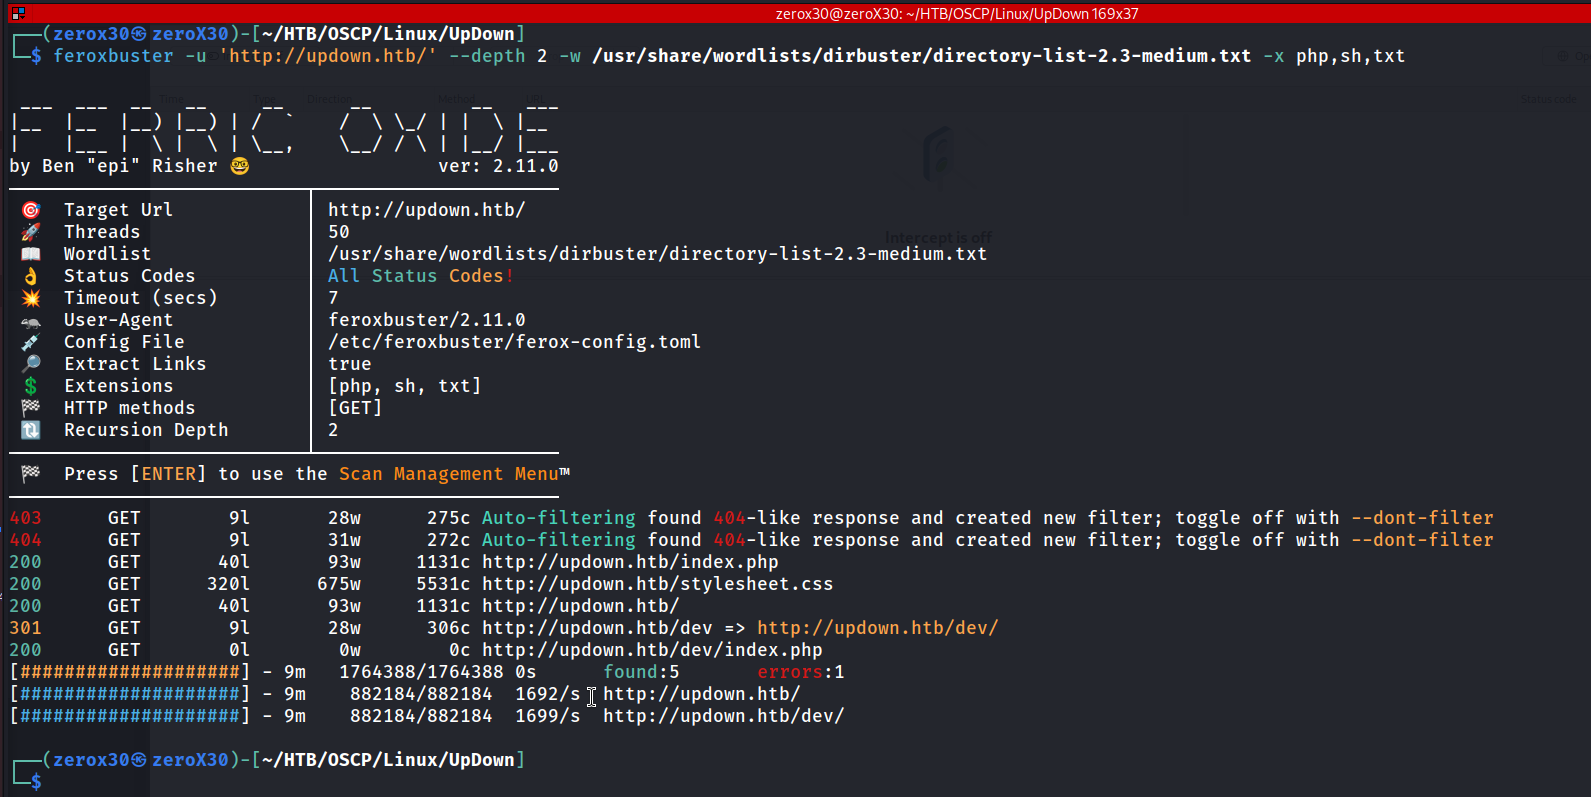 zerox30@zeroX30: ~/HTB/OSCP/Linux/UpDown 169x37
┌──(zerox30㉿zeroX30)-[~/HTB/OSCP/Linux/UpDown]
└─$ feroxbuster -u 'http://updown.htb/' --depth 2 -w /usr/share/wordlists/dirbuster/directory-list-2.3-medium.txt -x php,sh,txt
FERRIC OXIDE
by Ben "epi" Risher 🤓 ver: 2.11.0
🎯 Target Url │ http://updown.htb/
🚀 Threads │ 50
📖 Wordlist │ /usr/share/wordlists/dirbuster/directory-list-2.3-medium.txt
👌 Status Codes │ All Status Codes!
💥 Timeout (secs) │ 7
🦡 User-Agent │ feroxbuster/2.11.0
💉 Config File │ /etc/feroxbuster/ferox-config.toml
🔎 Extract Links │ true
💲 Extensions │ [php, sh, txt]
🏁 HTTP methods │ [GET]
🔃 Recursion Depth │ 2
🏁 Press [ENTER] to use the Scan Management Menu™
403 GET 9l 28w 275c Auto-filtering found 404-like response and created new filter; toggle off with --dont-filter
404 GET 9l 31w 272c Auto-filtering found 404-like response and created new filter; toggle off with --dont-filter
200 GET 40l 93w 1131c http://updown.htb/index.php
200 GET 320l 675w 5531c http://updown.htb/stylesheet.css
200 GET 40l 93w 1131c http://updown.htb/
301 GET 9l 28w 306c http://updown.htb/dev => http://updown.htb/dev/
200 GET 0l 0w 0c http://updown.htb/dev/index.php
[####################] - 9m 1764388/1764388 0s found:5 errors:1
[####################] - 9m 882184/882184 1692/s http://updown.htb/
[####################] - 9m 882184/882184 1699/s http://updown.htb/dev/
┌──(zerox30㉿zeroX30)-[~/HTB/OSCP/Linux/UpDown]
└─$
Time Type Direction Method
Status code
Intercept is off